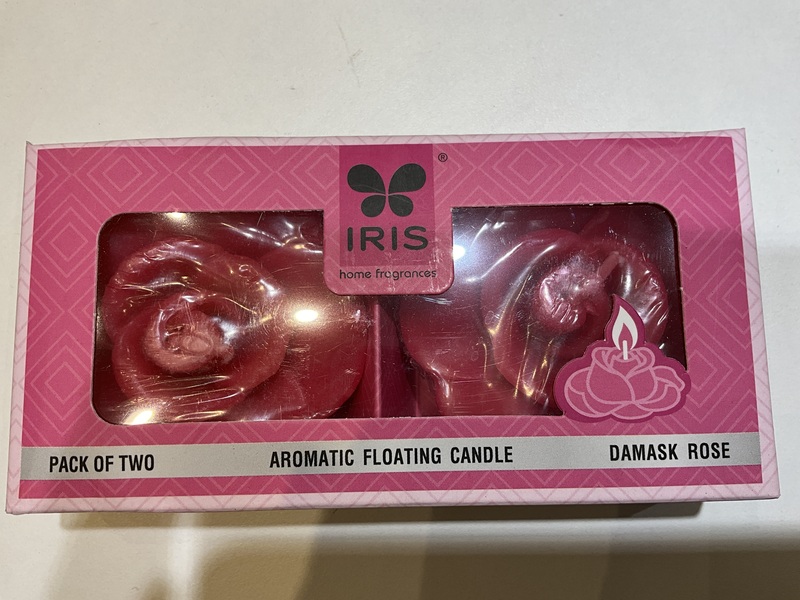 ®
IRIS
home fragrances
PACK OF TWO
AROMATIC FLOATING CANDLE
DAMASK ROSE